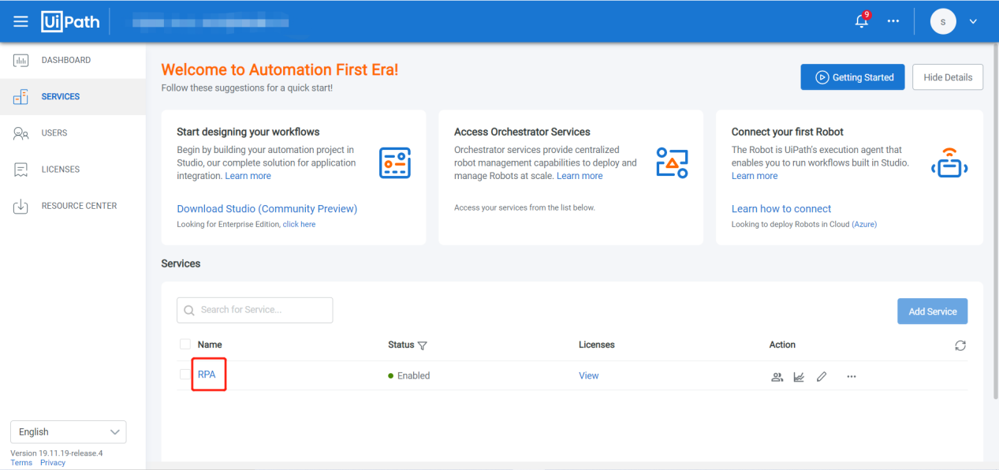 UiPath
9
s
DASHBOARD
SERVICES
USERS
LICENSES
RESOURCE CENTER
Welcome to Automation First Era!
Follow these suggestions for a quick start!
Getting Started
Hide Details
Start designing your workflows
Begin by building your automation project in
Studio, our complete solution for application
integration. Learn more
Download Studio (Community Preview)
Looking for Enterprise Edition, click here
Access Orchestrator Services
Orchestrator services provide centralized
robot management capabilities to deploy and
manage Robots at scale. Learn more
Access your services from the list below.
Connect your first Robot
The Robot is UiPath's execution agent that
enables you to run workflows built in Studio.
Learn more
Learn how to connect
Looking to deploy Robots in Cloud (Azure)
Services
Search for Service...
Add Service
Name Status Licenses Action
RPA Enabled View
English
Version 19.11.19-release.4
Terms Privacy